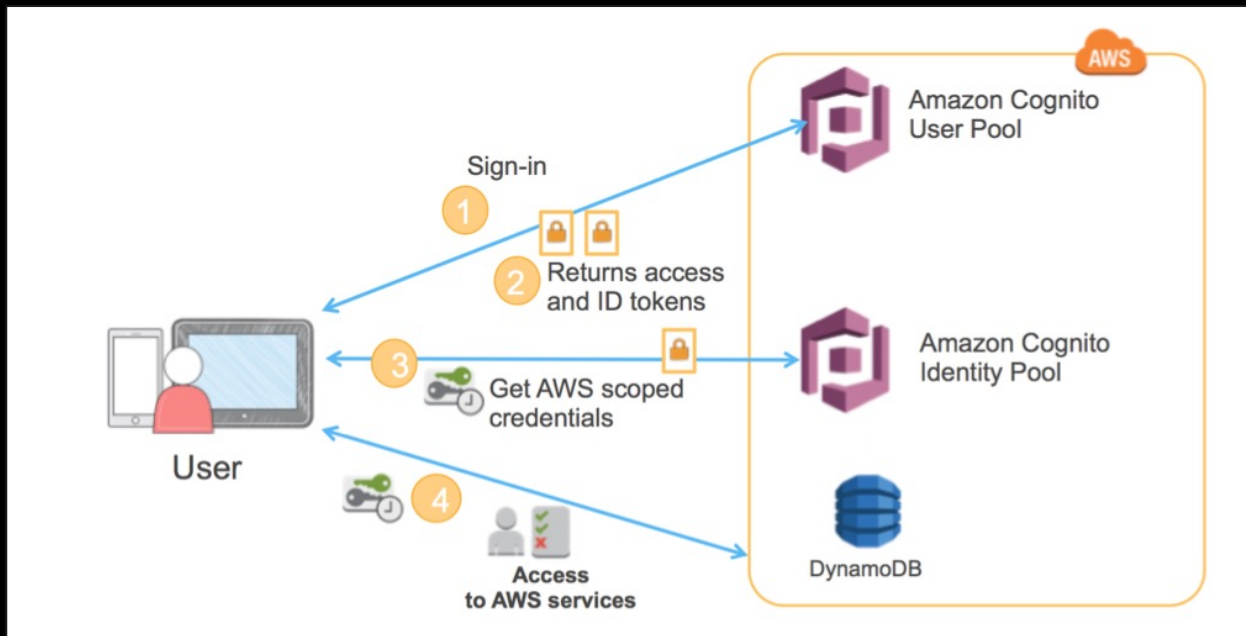 AWS
Amazon Cognito
User Pool
Sign-in
1
2
Returns access
and ID tokens
3
Get AWS scoped
credentials
Amazon Cognito
Identity Pool
User
4
Access
to AWS services
DynamoDB